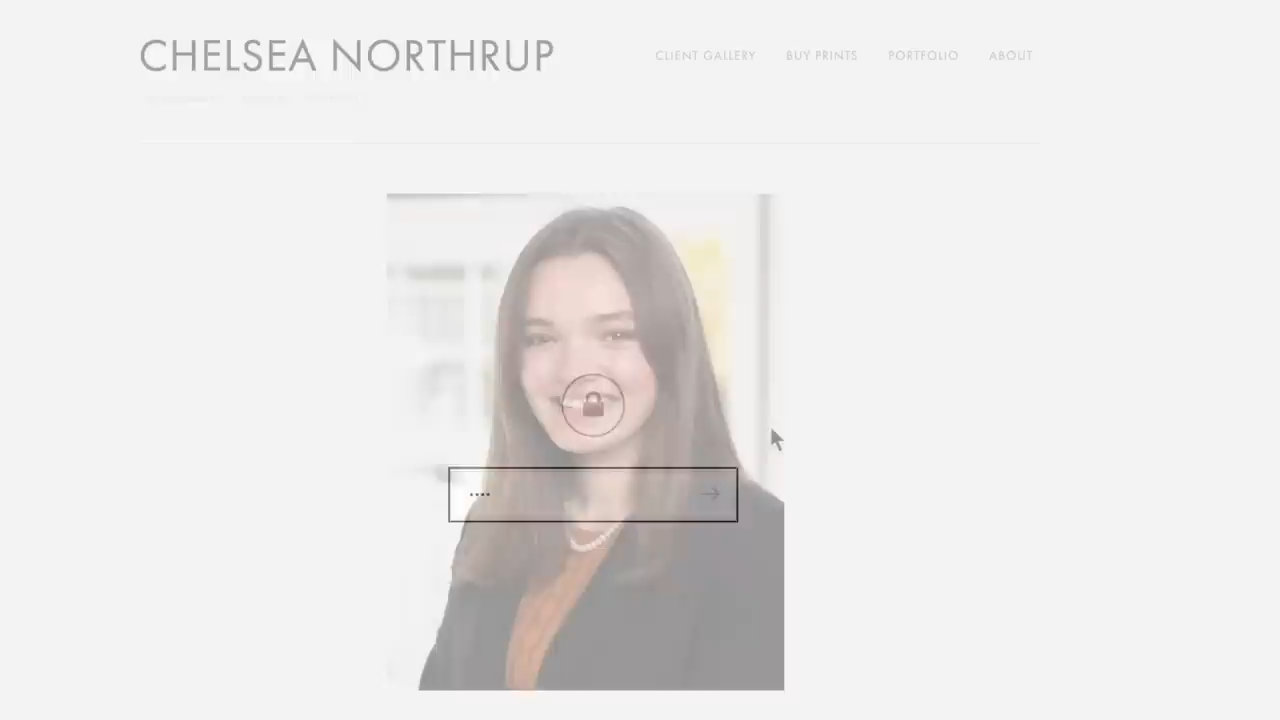 CHELSEA NORTHRUP
CLIENT GALLERY BUY PRINTS PORTFOLIO ABOUT